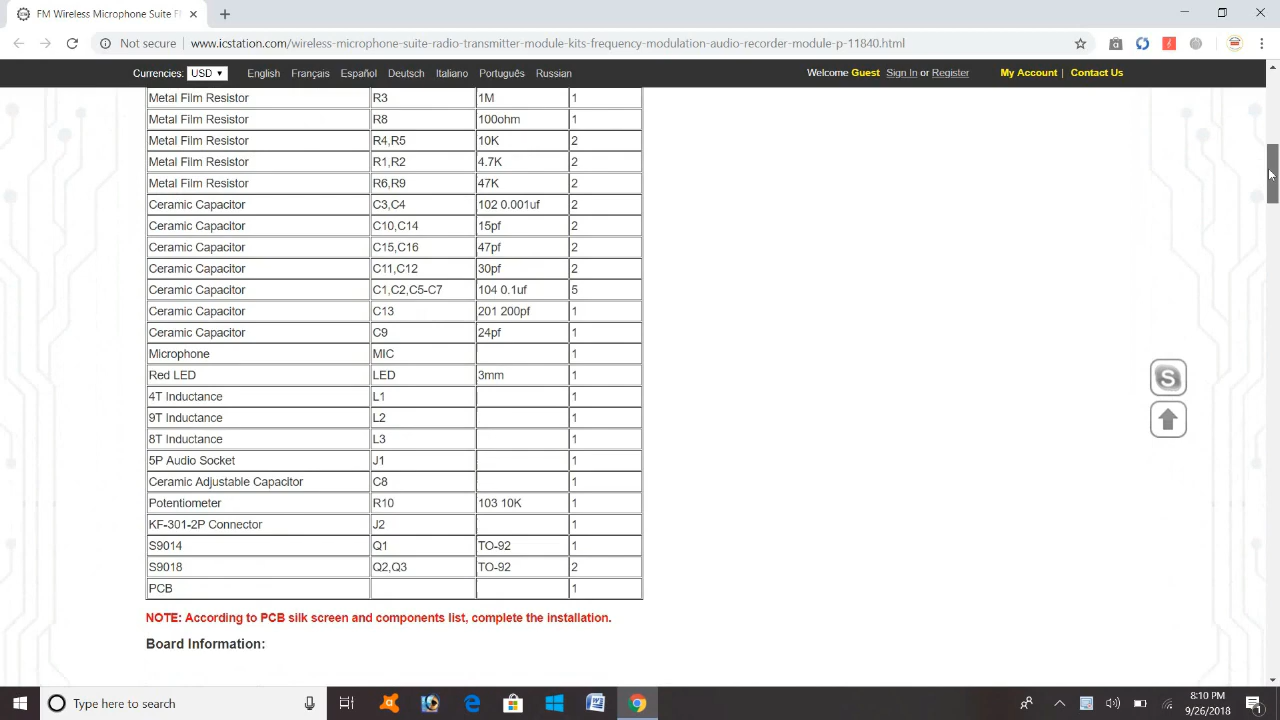 FM Wireless Microphone Suite F
Not secure | www.icstation.com/wireless-microphone-suite-radio-transmitter-module-kits-frequency-modulation-audio-recorder-module-p-11840.html
Currencies: USD ▾ English Français Español Deutsch Italiano Português Russian Welcome Guest Sign In or Register My Account | Contact Us
Metal Film Resistor R3 1M 1
Metal Film Resistor R8 100ohm 1
Metal Film Resistor R4,R5 10K 2
Metal Film Resistor R1,R2 4.7K 2
Metal Film Resistor R6,R9 47K 2
Ceramic Capacitor C3,C4 102 0.001uf 2
Ceramic Capacitor C10,C14 15pf 2
Ceramic Capacitor C15,C16 47pf 2
Ceramic Capacitor C11,C12 30pf 2
Ceramic Capacitor C1,C2,C5-C7 104 0.1uf 5
Ceramic Capacitor C13 201 200pf 1
Ceramic Capacitor C9 24pf 1
Microphone MIC 1
Red LED LED 3mm 1
4T Inductance L1 1
9T Inductance L2 1
8T Inductance L3 1
5P Audio Socket J1 1
Ceramic Adjustable Capacitor C8 1
Potentiometer R10 103 10K 1
KF-301-2P Connector J2 1
S9014 Q1 TO-92 1
S9018 Q2,Q3 TO-92 2
PCB 1
NOTE: According to PCB silk screen and components list, complete the installation.
Board Information:
Type here to search
8:10 PM
9/26/2018